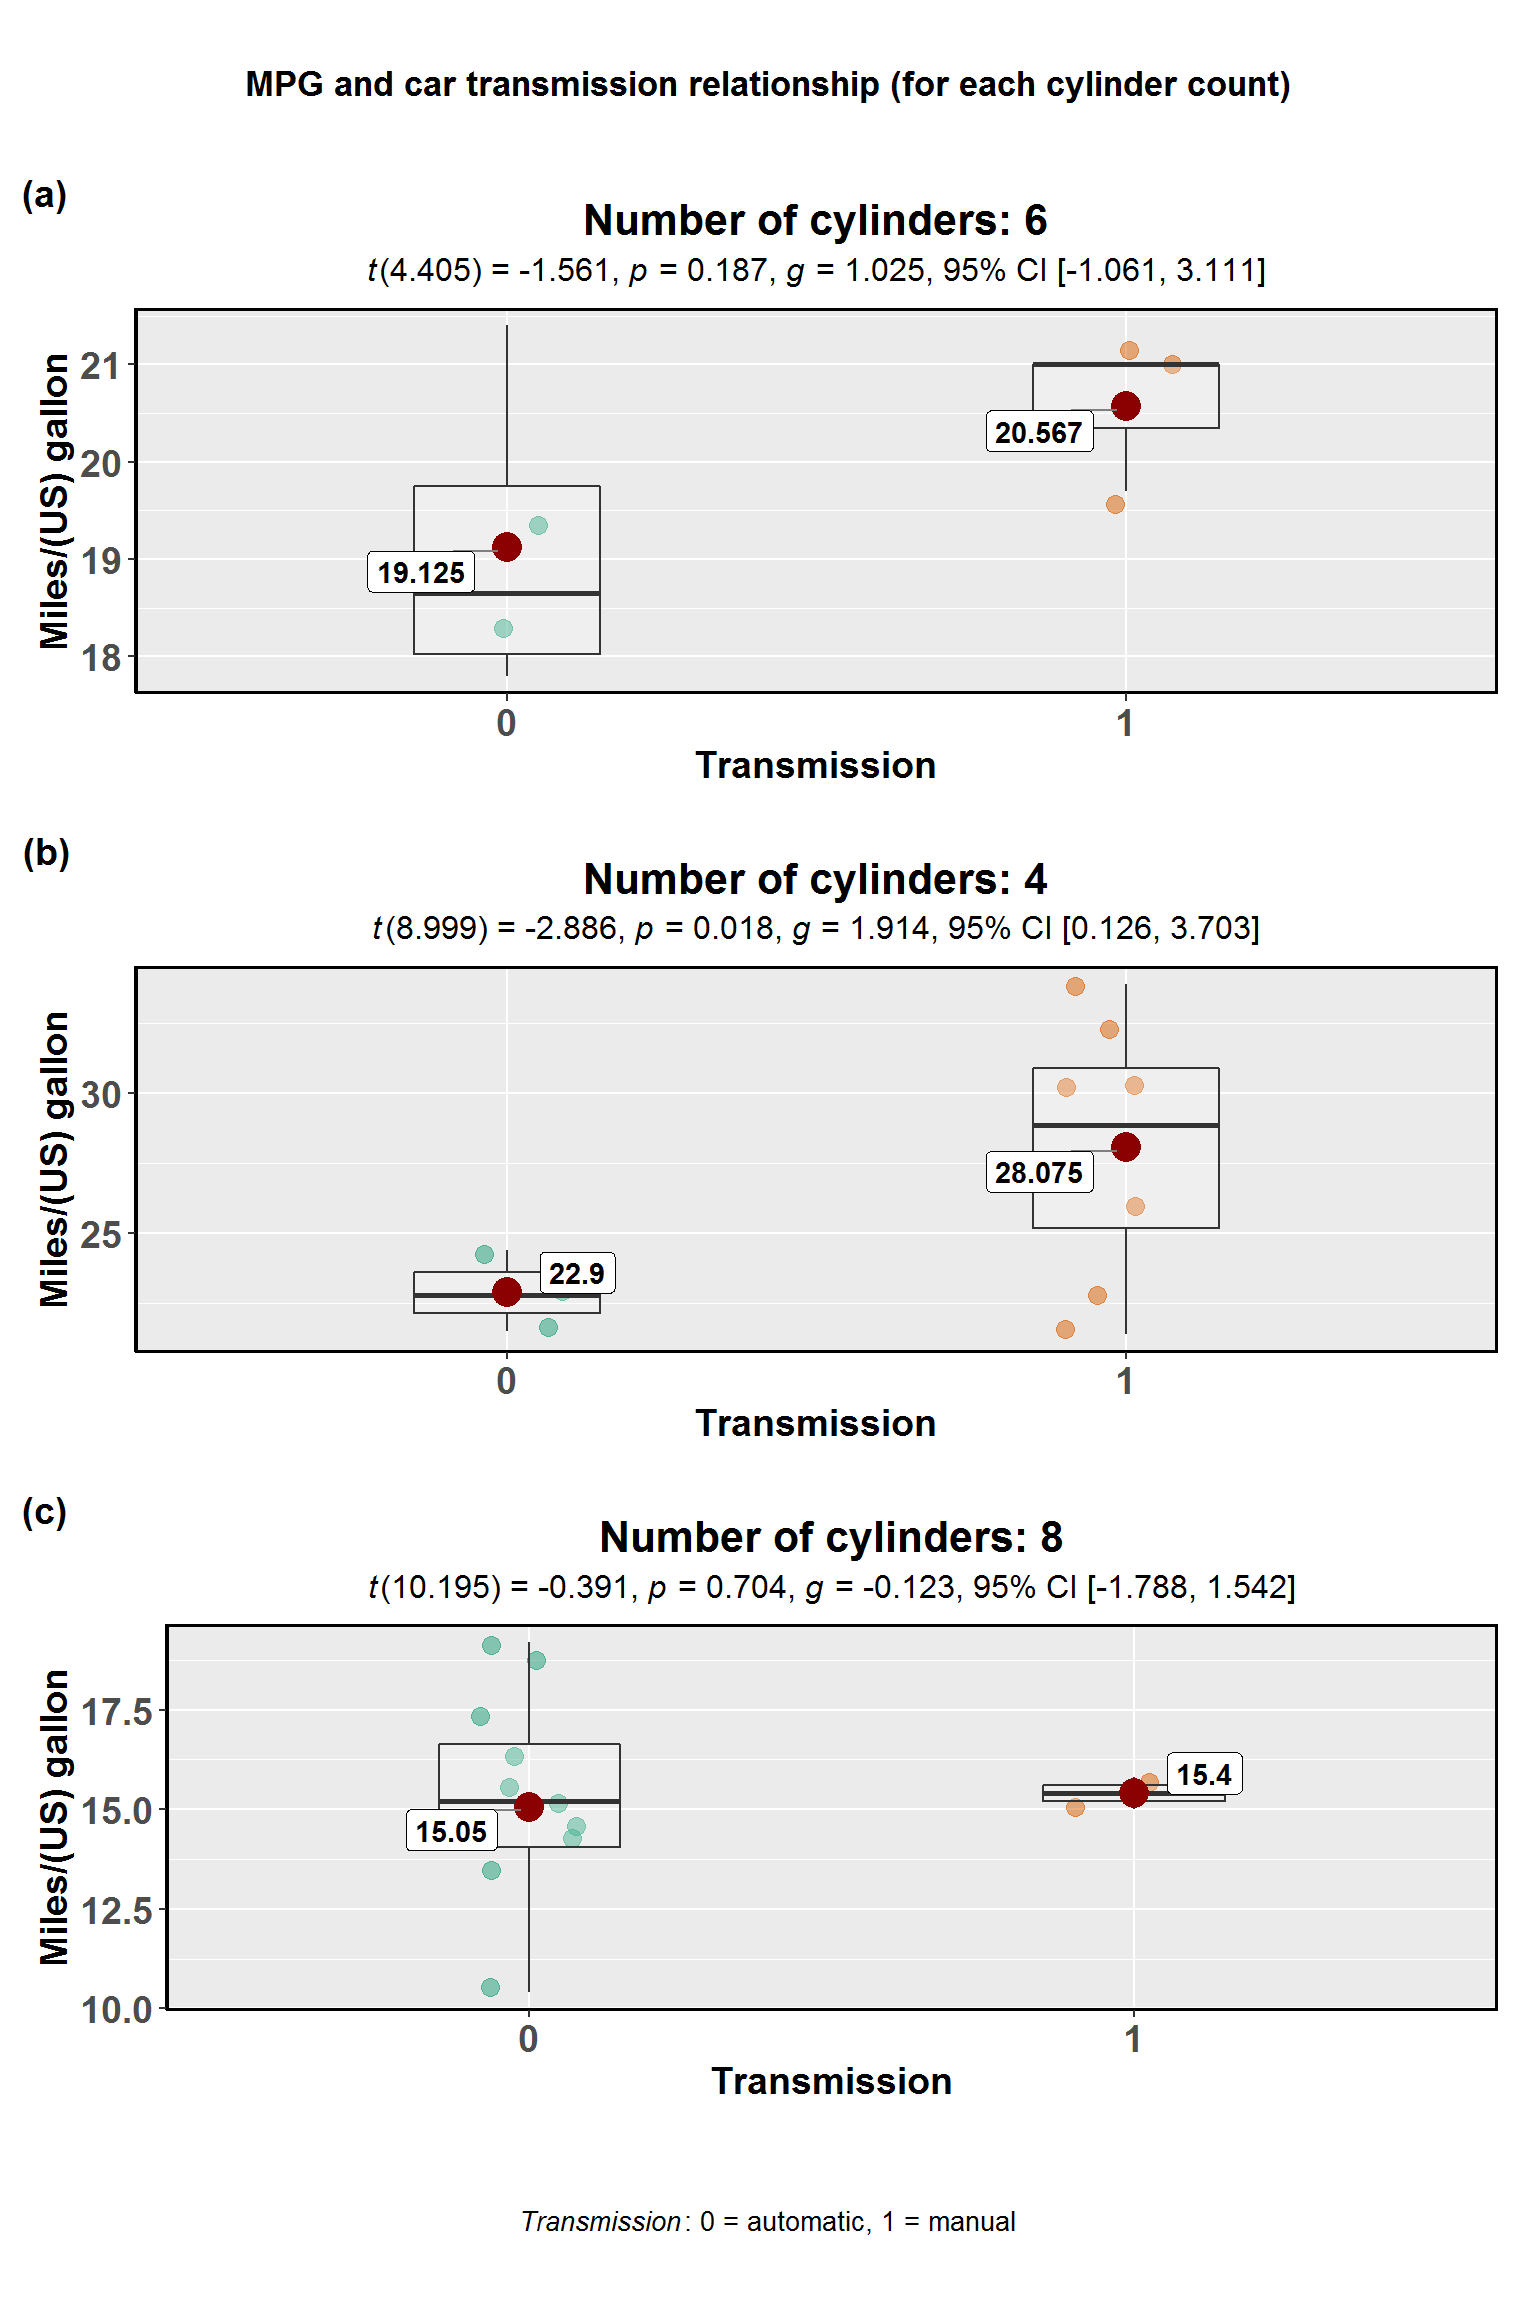 MPG and car transmission relationship (for each cylinder count)
(a)
Number of cylinders: 6
t(4.405) = -1.561, p = 0.187, g = 1.025, 95% CI [-1.061, 3.111]
Miles/(US) gallon
21
20
19
18
19.125
20.567
0 1
Transmission
(b)
Number of cylinders: 4
t(8.999) = -2.886, p = 0.018, g = 1.914, 95% CI [0.126, 3.703]
Miles/(US) gallon
30
25
28.075
22.9
0 1
Transmission
(c)
Number of cylinders: 8
t(10.195) = -0.391, p = 0.704, g = -0.123, 95% CI [-1.788, 1.542]
Miles/(US) gallon
17.5
15.0
12.5
10.0
15.05
15.4
0 1
Transmission
Transmission: 0 = automatic, 1 = manual